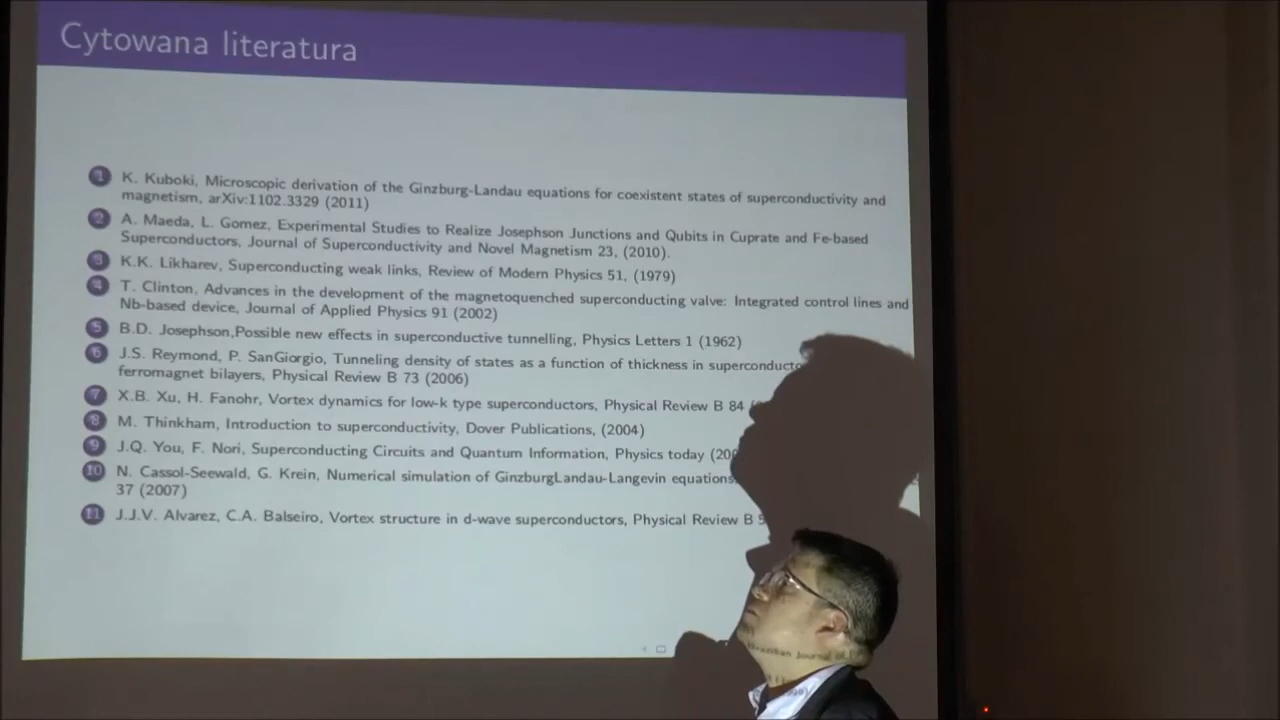 Cytowana literatura
1 K. Kuboki, Microscopic derivation of the Ginzburg-Landau equations for coexistent states of superconductivity and
magnetism, arXiv:1102.3329 (2011)
2 A. Maeda, L. Gomez, Experimental Studies to Realize Josephson Junctions and Qubits in Cuprate and Fe-based
Superconductors, Journal of Superconductivity and Novel Magnetism 23, (2010).
3 K.K. Likharev, Superconducting weak links, Review of Modern Physics 51, (1979)
4 T. Clinton, Advances in the development of the magnetoquenched superconducting valve: Integrated control lines and
Nb-based device, Journal of Applied Physics 91 (2002)
5 B.D. Josephson,Possible new effects in superconductive tunnelling, Physics Letters 1 (1962)
6 J.S. Reymond, P. SanGiorgio, Tunneling density of states as a function of thickness in superconducto
ferromagnet bilayers, Physical Review B 73 (2006)
7 X.B. Xu, H. Fanohr, Vortex dynamics for low-k type superconductors, Physical Review B 84
8 M. Thinkham, Introduction to superconductivity, Dover Publications, (2004)
9 J.Q. You, F. Nori, Superconducting Circuits and Quantum Information, Physics today (200
10 N. Cassol-Seewald, G. Krein, Numerical simulation of GinzburgLandau-Langevin equations,
37 (2007)
11 J.J.V. Alvarez, C.A. Balseiro, Vortex structure in d-wave superconductors, Physical Review B 5
Journal of